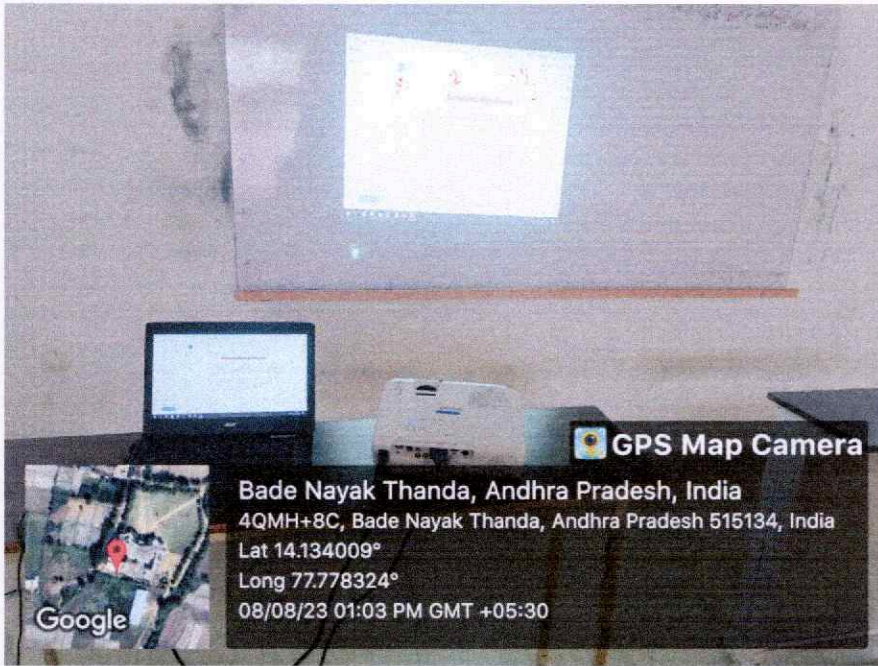 GPS Map Camera
Bade Nayak Thanda, Andhra Pradesh, India
4QMH+8C, Bade Nayak Thanda, Andhra Pradesh 515134, India
Lat 14.134009°
Long 77.778324°
08/08/23 01:03 PM GMT +05:30
Google
acer